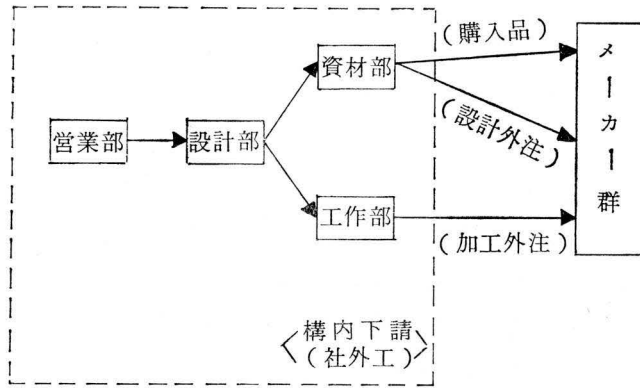 (購入品)
資材部
メーカー群
(設計外注)
営業部
設計部
工作部
(加工外注)
〈構内下請
(社外工)〉